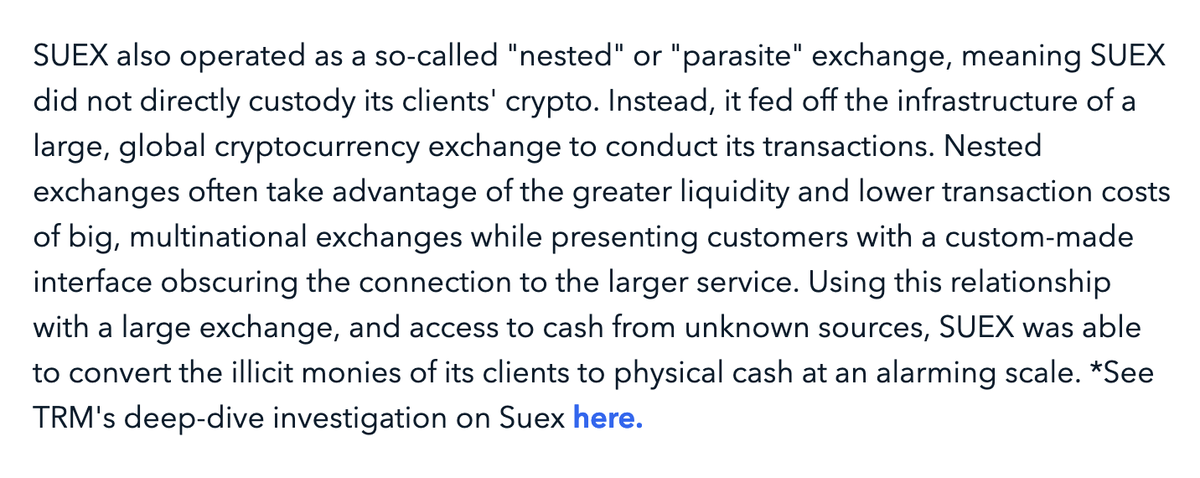 SUEX also operated as a so-called "nested" or "parasite" exchange, meaning SUEX
did not directly custody its clients' crypto. Instead, it fed off the infrastructure of a
large, global cryptocurrency exchange to conduct its transactions. Nested
exchanges often take advantage of the greater liquidity and lower transaction costs
of big, multinational exchanges while presenting customers with a custom-made
interface obscuring the connection to the larger service. Using this relationship
with a large exchange, and access to cash from unknown sources, SUEX was able
to convert the illicit monies of its clients to physical cash at an alarming scale. *See
TRM's deep-dive investigation on Suex here.